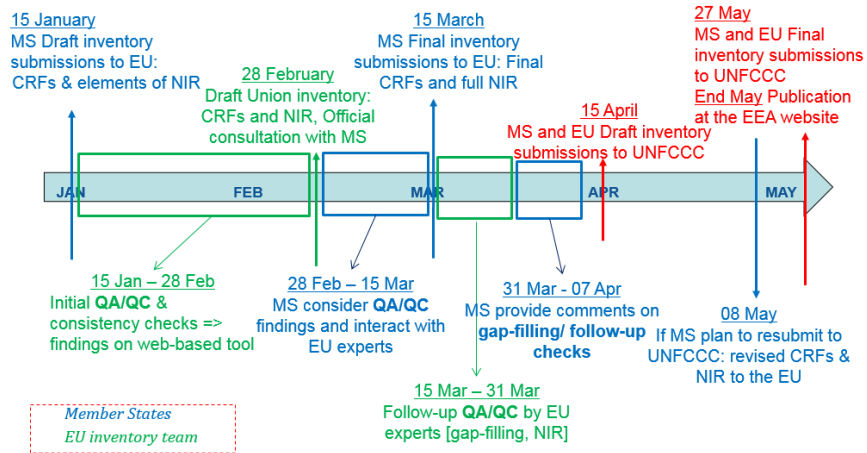 15 January
MS Draft inventory
submissions to EU:
CRFs & elements of NIR
28 February
Draft Union inventory:
CRFs and NIR, Official
consultation with MS
15 March
MS Final inventory
submissions to EU: Final
CRFs and full NIR
15 April
MS and EU Draft inventory
submissions to UNFCCC
27 May
MS and EU Final
inventory submissions
to UNFCCC
End May Publication
at the EEA website
JAN
FEB
MAR
APR
MAY
15 Jan – 28 Feb
Initial QA/QC &
consistency checks =>
findings on web-based tool
28 Feb – 15 Mar
MS consider QA/QC
findings and interact with
EU experts
15 Mar – 31 Mar
Follow-up QA/QC by EU
experts [gap-filling, NIR]
31 Mar - 07 Apr
MS provide comments on
gap-filling/ follow-up
checks
08 May
If MS plan to resubmit to
UNFCCC: revised CRFs &
NIR to the EU
Member States
EU inventory team